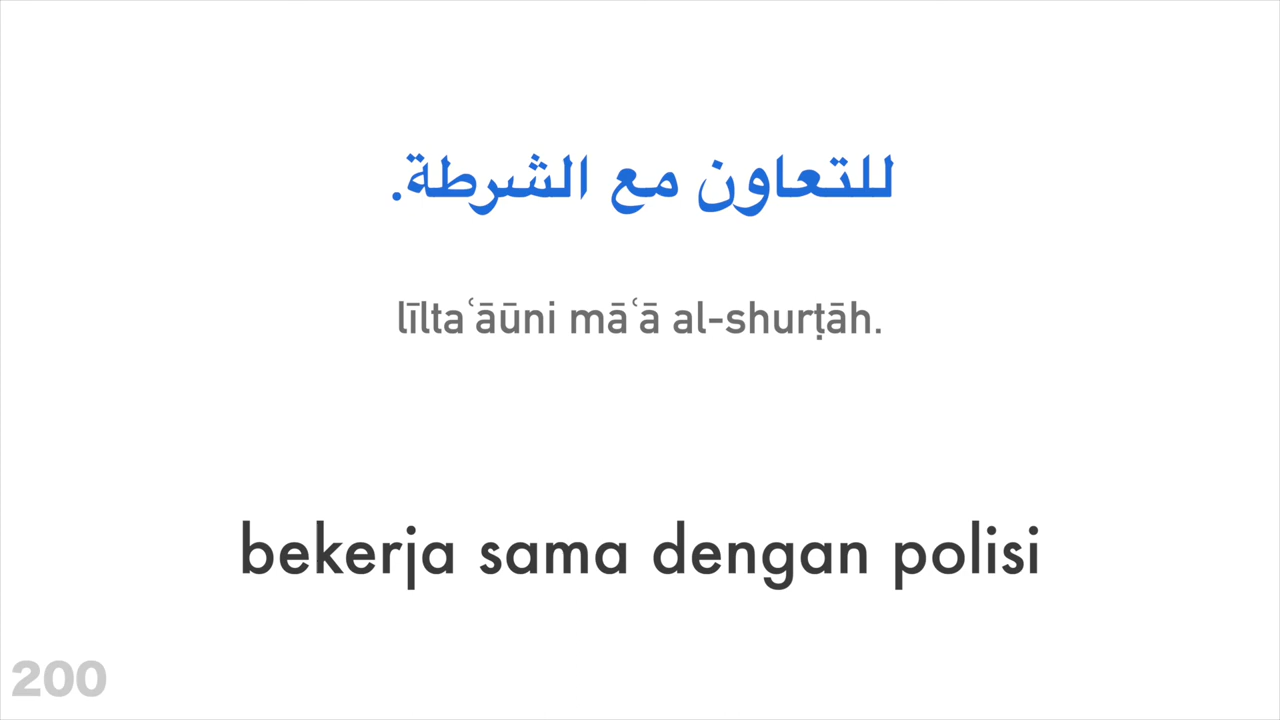 للتعاون مع الشرطة.
līltaʿāūni māʿā al-shurṭāh.
bekerja sama dengan polisi
200